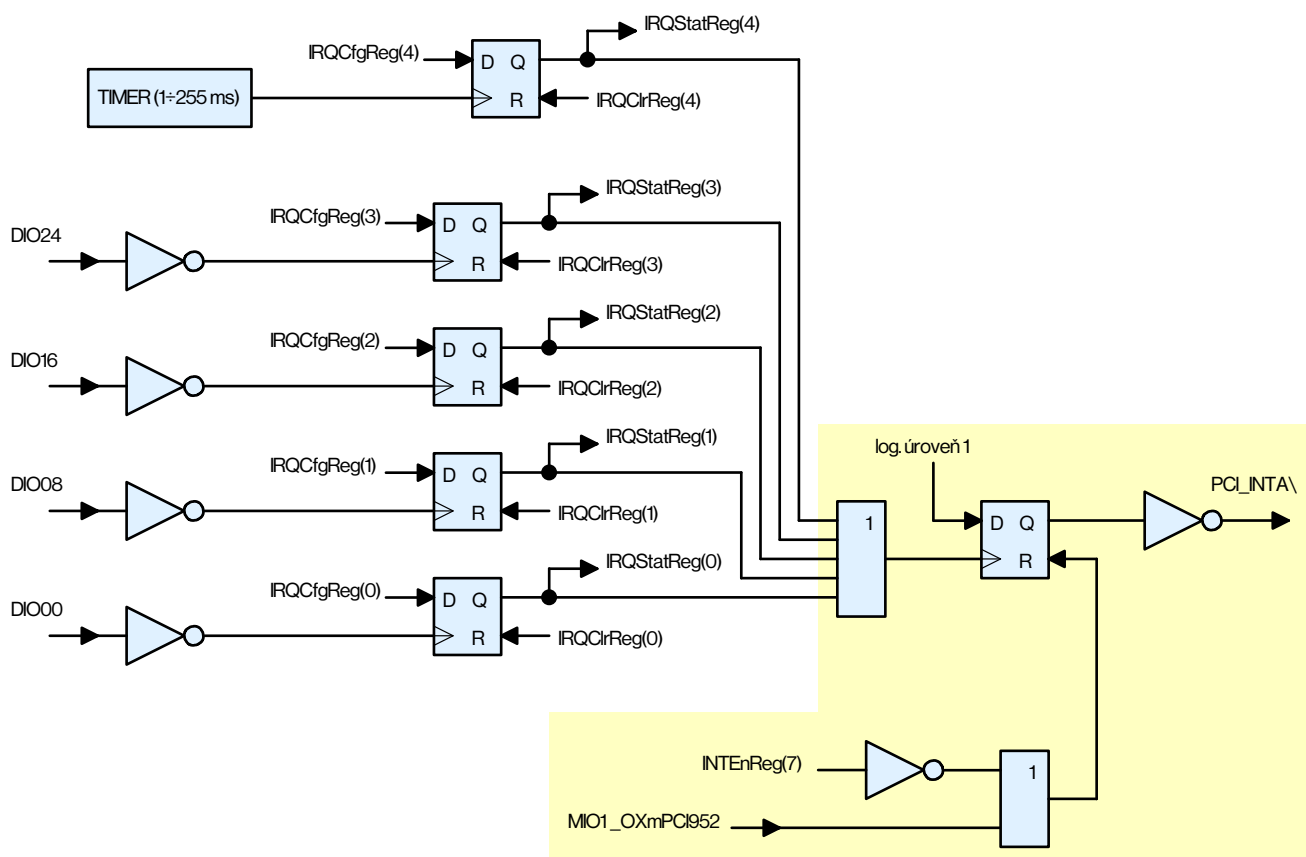 IRQStatReg(4)
IRQCfgReg(4)
D Q
TIMER (1÷255 ms)
R
IRQClrReg(4)
IRQStatReg(3)
IRQCfgReg(3)
D Q
DIO24
R
IRQClrReg(3)
IRQStatReg(2)
IRQCfgReg(2)
D Q
DIO16
R
IRQClrReg(2)
IRQStatReg(1)
IRQCfgReg(1)
D Q
DIO08
R
IRQClrReg(1)
IRQStatReg(0)
IRQCfgReg(0)
D Q
DIO00
R
IRQClrReg(0)
log. úroveň 1
PCI_INTA\
1
D Q
R
INTEnReg(7)
1
MIO1_OXmPCI952